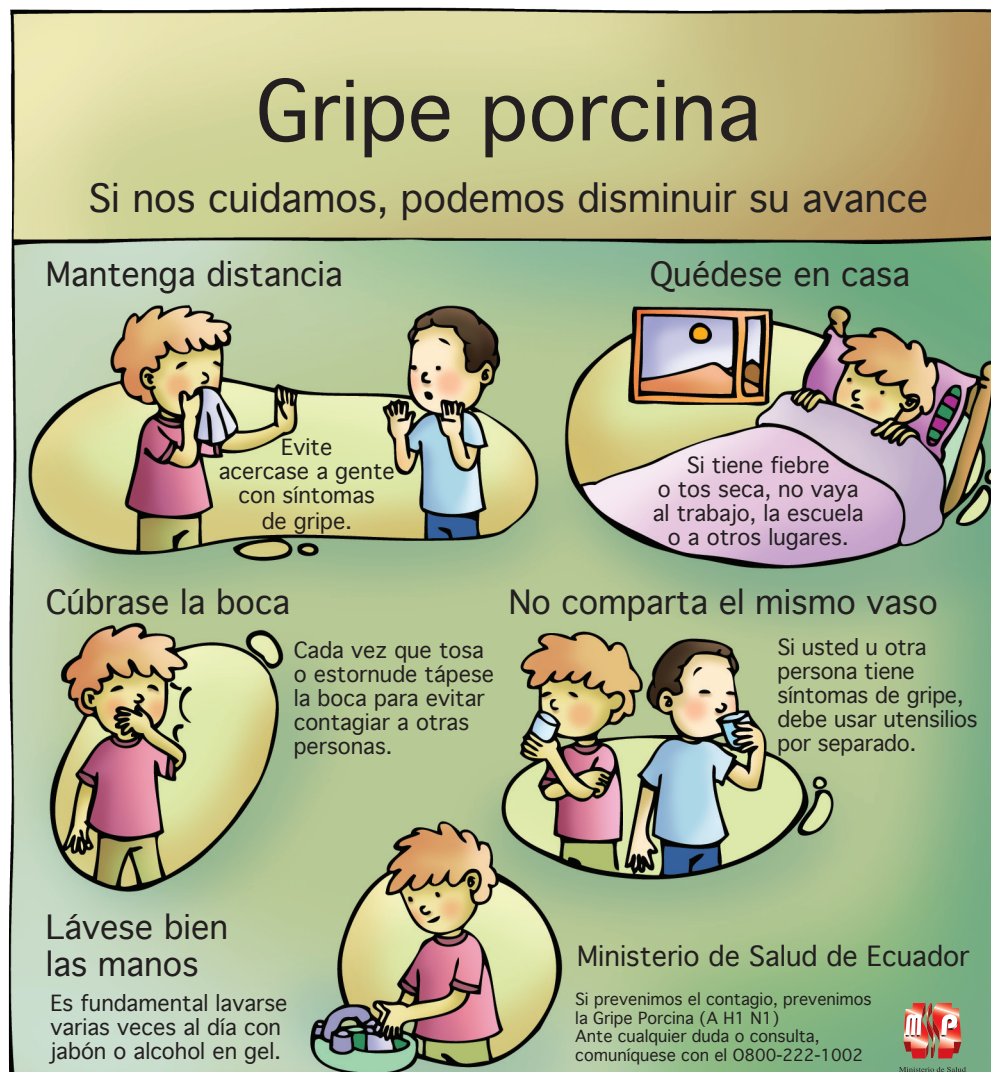 Gripe porcina
Si nos cuidamos, podemos disminuir su avance
Mantenga distancia
Evite
acercase a gente
con síntomas
de gripe.
Quédese en casa
Si tiene fiebre
o tos seca, no vaya
al trabajo, la escuela
o a otros lugares.
Cúbrase la boca
Cada vez que tosa
o estornude tápese
la boca para evitar
contagiar a otras
personas.
No comparta el mismo vaso
Si usted u otra
persona tiene
síntomas de gripe,
debe usar utensilios
por separado.
Lávese bien
las manos
Es fundamental lavarse
varias veces al día con
jabón o alcohol en gel.
Ministerio de Salud de Ecuador
Si prevenimos el contagio, prevenimos
la Gripe Porcina (A H1 N1)
Ante cualquier duda o consulta,
comuníquese con el 0800-222-1002
M S P
Ministerio de Salud